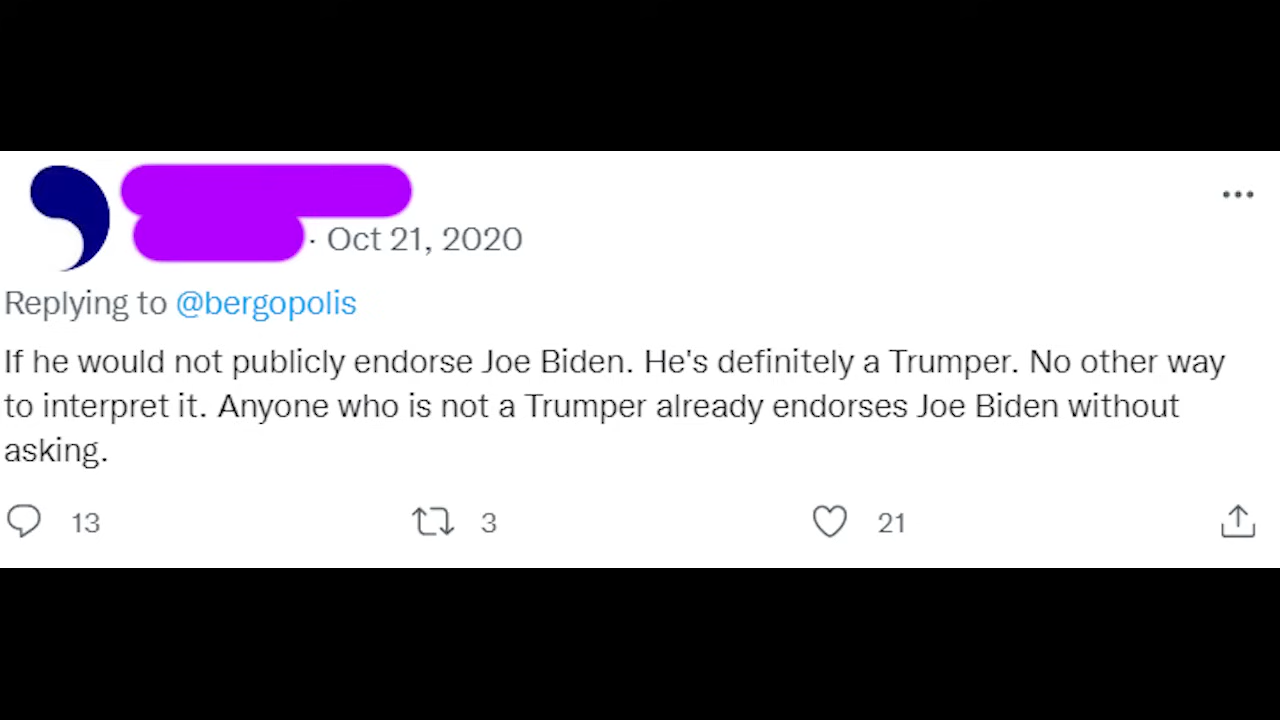 · Oct 21, 2020
Replying to @bergopolis
If he would not publicly endorse Joe Biden. He's definitely a Trumper. No other way
to interpret it. Anyone who is not a Trumper already endorses Joe Biden without
asking.
13 3 21